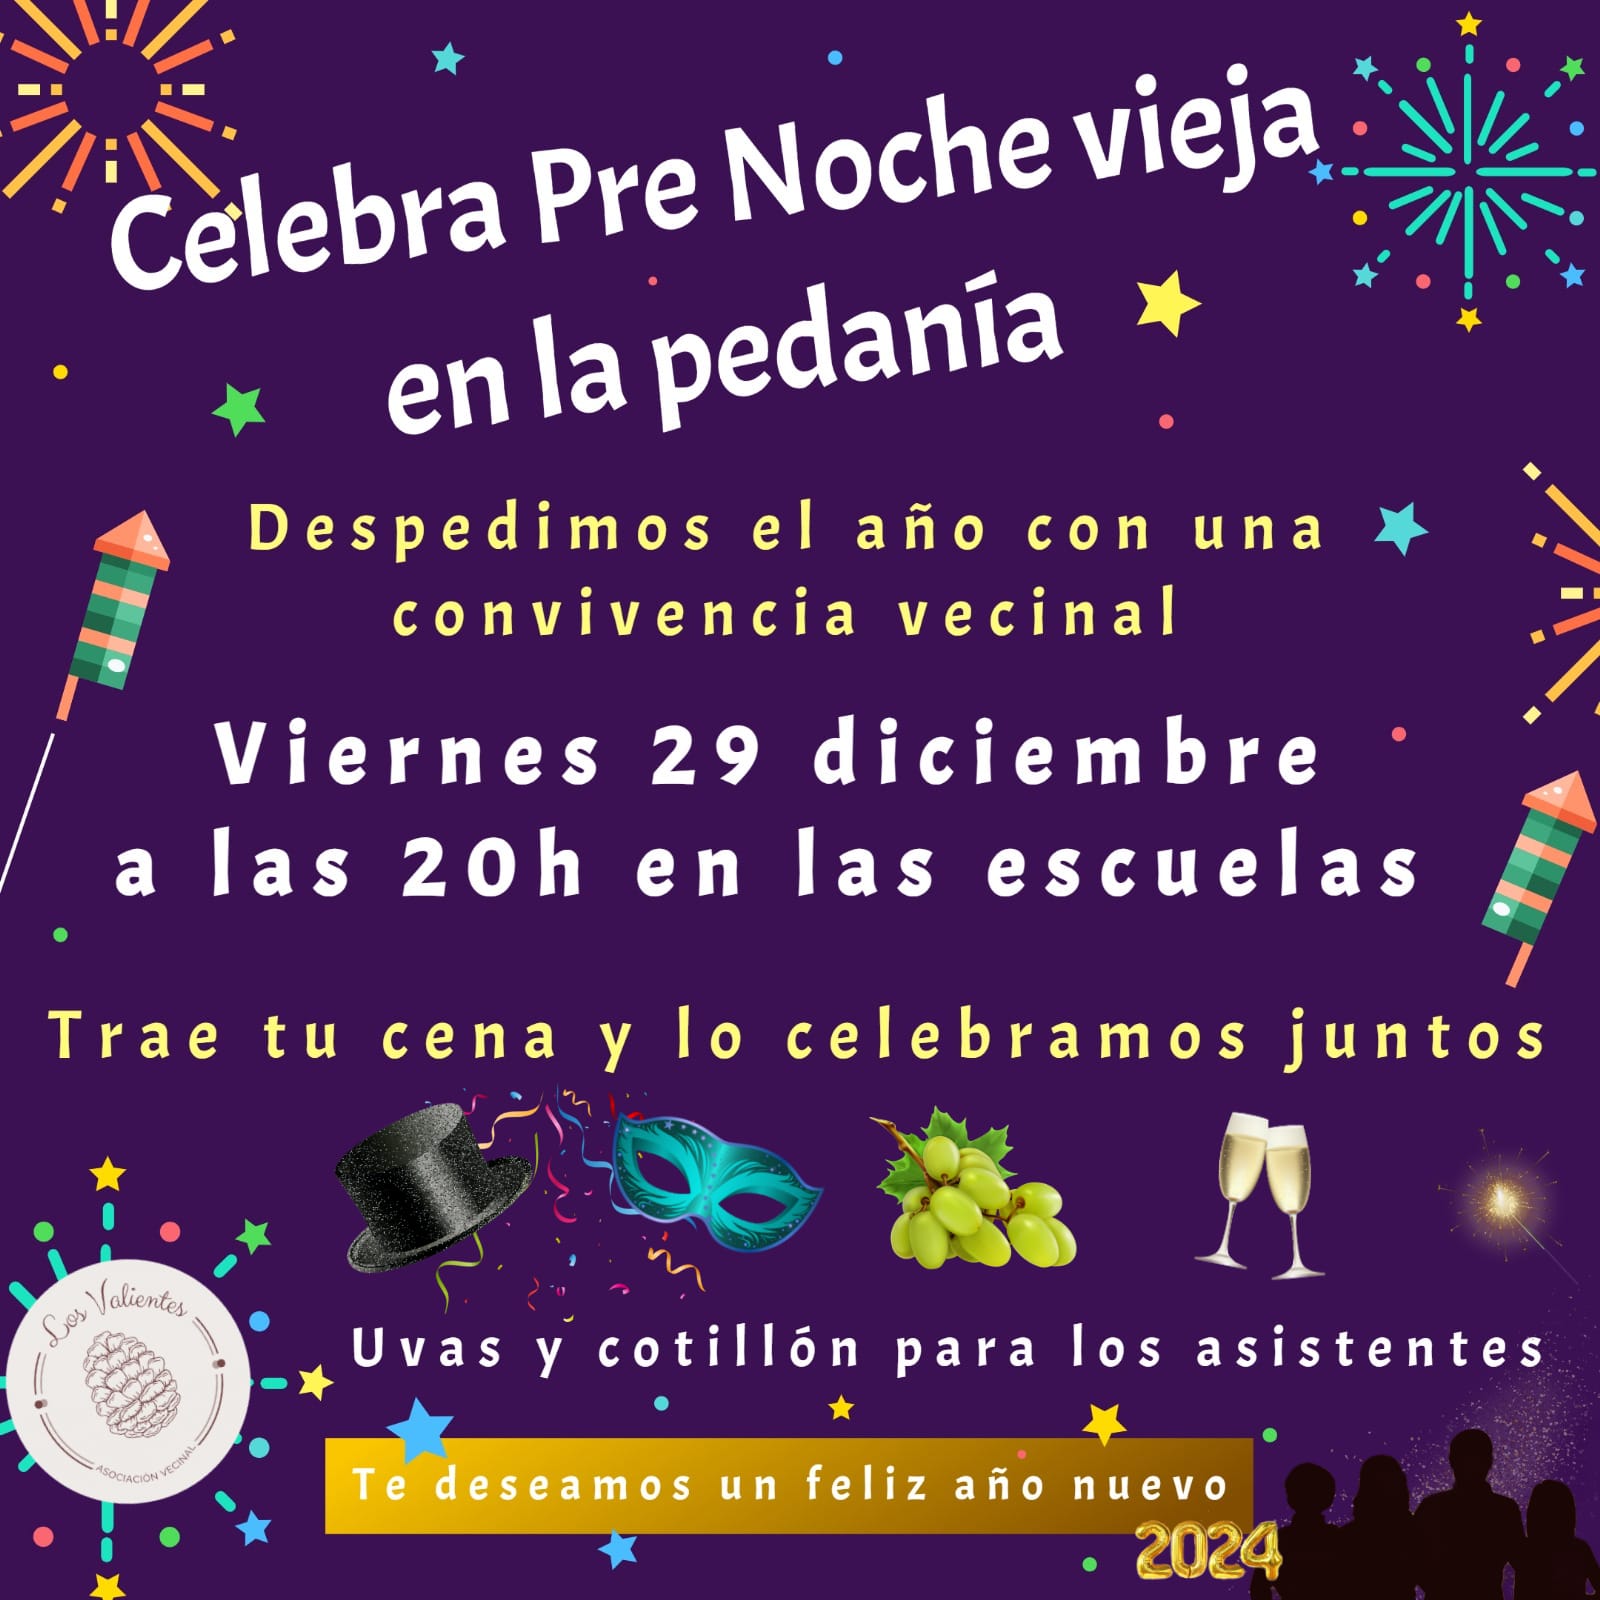 Celebra Pre Noche vieja
en la pedanía
Despedimos el año con una
convivencia vecinal
Viernes 29 diciembre
a las 20h en las escuelas
Trae tu cena y lo celebramos juntos
Uvas y cotillón para los asistentes
Los Valientes
ASOCIACIÓN VECINAL
Te deseamos un feliz año nuevo
2024